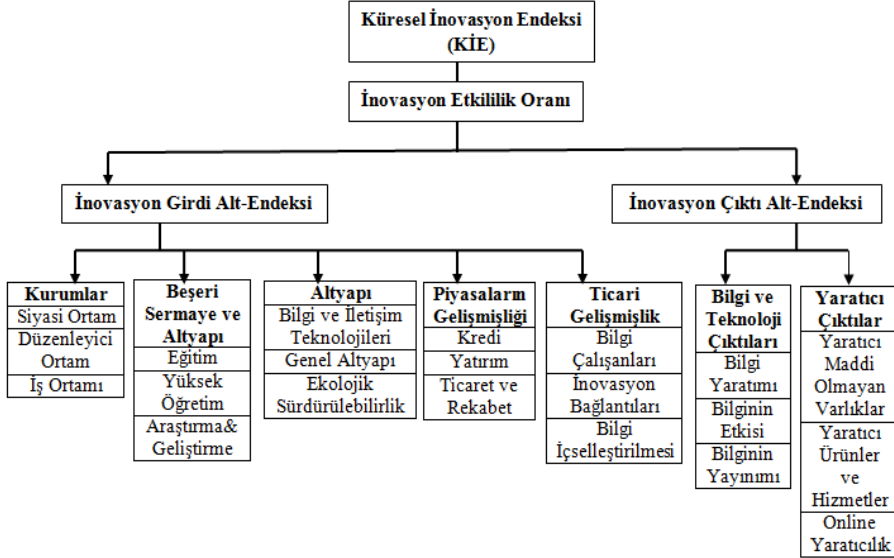 Küresel İnovasyon Endeksi
(KİE)
İnovasyon Etkililik Oranı
İnovasyon Girdi Alt-Endeksi
İnovasyon Çıktı Alt-Endeksi
Kurumlar
Siyasi Ortam
Düzenleyici
Ortam
İş Ortamı
Beşeri
Sermaye ve
Altyapı
Eğitim
Yüksek
Öğretim
Araştırma&
Geliştirme
Altyapı
Bilgi ve İletişim
Teknolojileri
Genel Altyapı
Ekolojik
Sürdürülebilirlik
Piyasaların
Gelişmişliği
Kredi
Yatırım
Ticaret ve
Rekabet
Ticari
Gelişmişlik
Bilgi
Çalışanları
İnovasyon
Bağlantıları
Bilgi
İçselleştirilmesi
Bilgi ve
Teknoloji
Çıktıları
Bilgi
Yaratımı
Bilginin
Etkisi
Bilginin
Yayınımı
Yaratıcı
Çıktılar
Yaratıcı
Maddi
Olmayan
Varlıklar
Yaratıcı
Ürünler
ve
Hizmetler
Online
Yaratıcılık